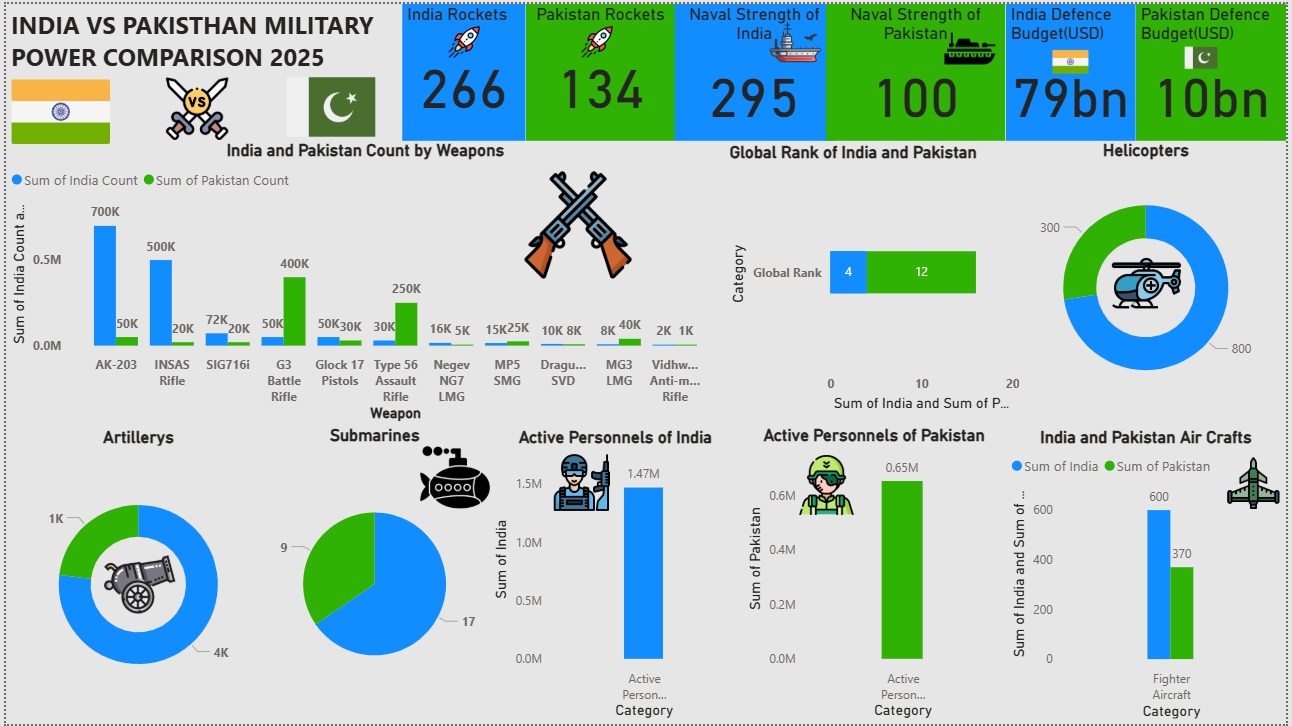 INDIA VS PAKISTHAN MILITARY
POWER COMPARISON 2025
VS
India Rockets
266
Pakistan Rockets
134
Naval Strength of
India
295
Naval Strength of
Pakistan
100
India Defence
Budget(USD)
79bn
Pakistan Defence
Budget(USD)
10bn
India and Pakistan Count by Weapons
Sum of India Count Sum of Pakistan Count
Sum of India Count a...
0.5M
0.0M
700K
50K
500K
20K
72K
20K
50K
400K
50K
30K
30K
250K
16K
5K
15K
25K
10K
8K
8K
40K
2K
1K
AK-203
INSAS
Rifle
SIG716i
G3
Battle
Rifle
Glock 17
Pistols
Type 56
Assault
Rifle
Negev
NG7
LMG
MP5
SMG
Dragu...
SVD
MG3
LMG
Vidhw...
Anti-m...
Rifle
Weapon
Global Rank of India and Pakistan
Category
Global Rank
4
12
0
10
20
Sum of India and Sum of P...
Helicopters
300
800
Artillerys
1K
4K
Submarines
9
17
Active Personnels of India
Sum of India
1.5M
1.0M
0.5M
0.0M
1.47M
Active
Person...
Category
Active Personnels of Pakistan
Sum of Pakistan
0.6M
0.4M
0.2M
0.0M
0.65M
Active
Person...
Category
India and Pakistan Air Crafts
Sum of India Sum of Pakistan
Sum of India and Sum of ...
600
400
200
0
600
370
Fighter
Aircraft
Category